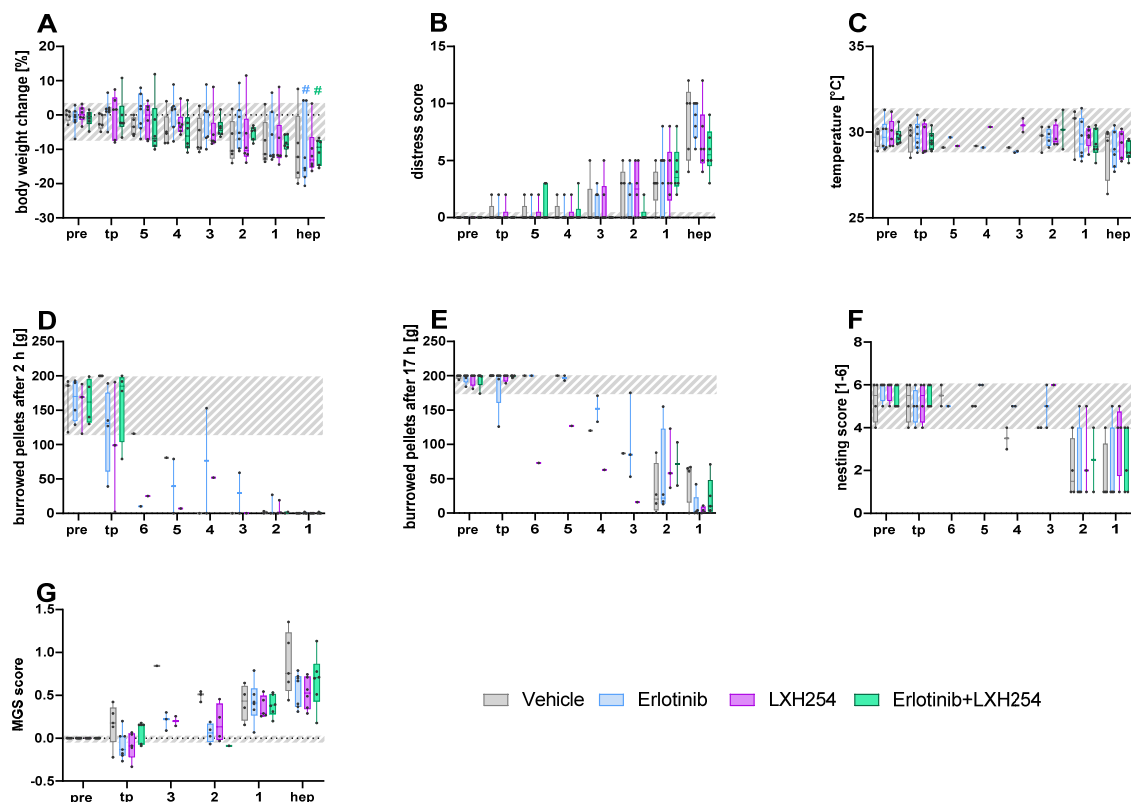 A
body weight change [%]
20
10
0
-10
-20
-30
# #
pre tp 5 4 3 2 1 hep
B
distress score
15
10
5
0
pre tp 5 4 3 2 1 hep
C
temperature [°C]
35
30
25
pre tp 5 4 3 2 1 hep
D
burrowed pellets after 2 h [g]
250
200
150
100
50
0
pre tp 6 5 4 3 2 1
E
burrowed pellets after 17 h [g]
250
200
150
100
50
0
pre tp 6 5 4 3 2 1
F
nesting score [1-6]
8
6
4
2
0
pre tp 6 5 4 3 2 1
G
MGS score
1.5
1.0
0.5
0.0
-0.5
pre tp 3 2 1 hep
Vehicle Erlotinib LXH254 Erlotinib+LXH254